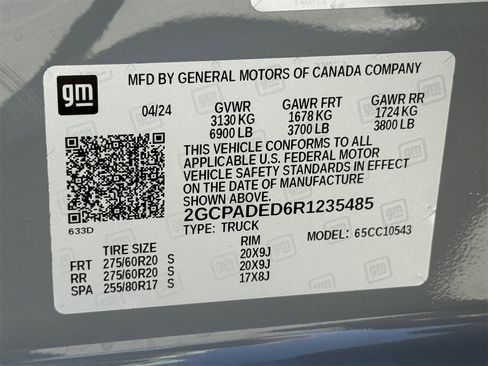 gm
MFD BY GENERAL MOTORS OF CANADA COMPANY
04/24 GVWR GAWR FRT GAWR RR
3130 KG 1678 KG 1724 KG
6900 LB 3700 LB 3800 LB
THIS VEHICLE CONFORMS TO ALL
APPLICABLE U.S. FEDERAL MOTOR
VEHICLE SAFETY STANDARDS IN EFFECT
ON THE DATE OF MANUFACTURE
SHOWN ABOVE.
2GCPADED6R1235485
633D
TYPE: TRUCK MODEL: 65CC10543
TIRE SIZE RIM
FRT 275/60R20 S 20X9J
RR 275/60R20 S 20X9J
SPA 255/80R17 S 17X8J